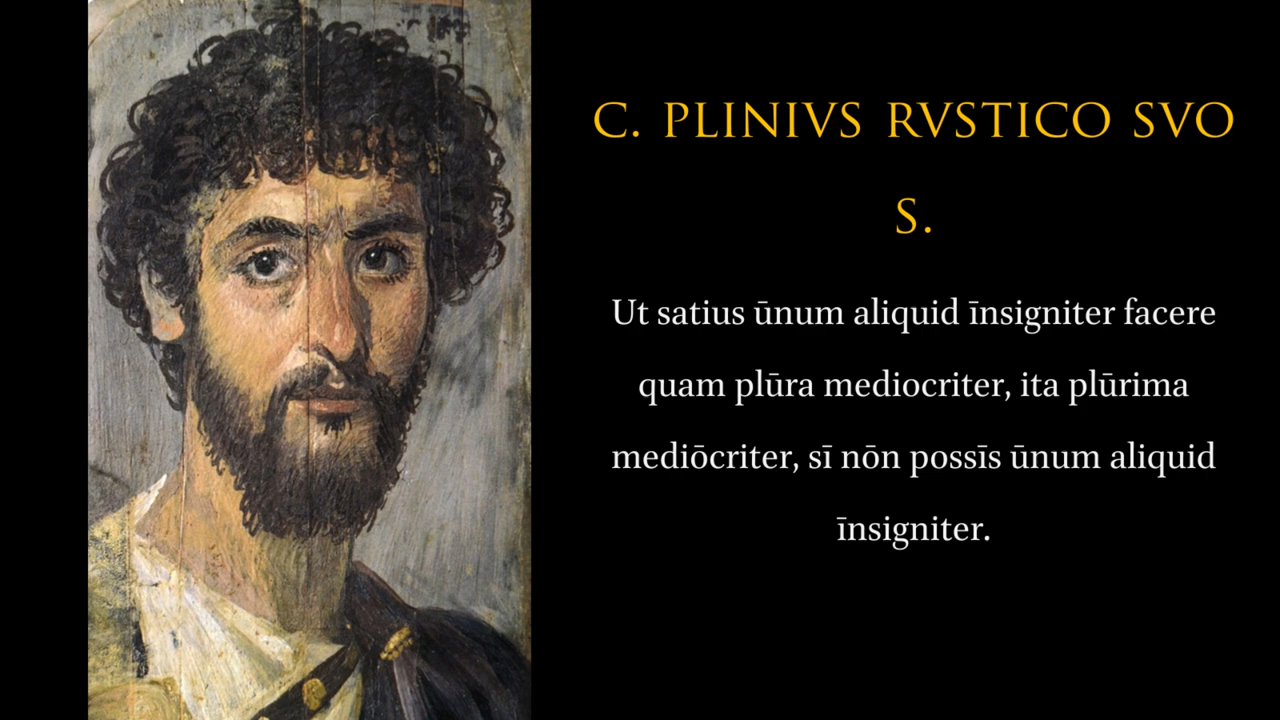 C. PLINIVS RVSTICO SVO
S.
Ut satius ūnum aliquid īnsigniter facere
quam plūra mediocriter, ita plūrima
mediōcriter, sī nōn possīs ūnum aliquid
īnsigniter.